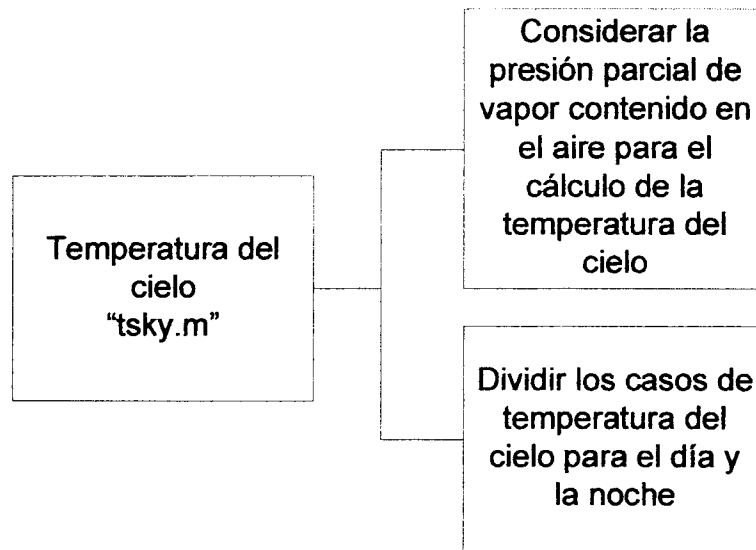 Temperatura del
cielo
“tsky.m”
Considerar la
presión parcial de
vapor contenido en
el aire para el
cálculo de la
temperatura del
cielo
Dividir los casos de
temperatura del
cielo para el día y
la noche